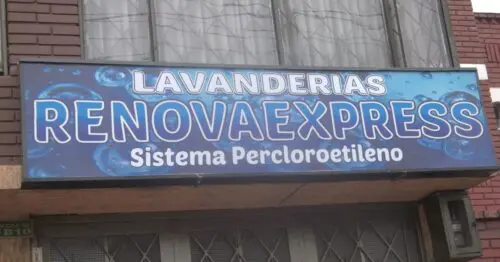 LAVANDERIAS
RENOVAEXPRESS
Sistema Percloroetileno